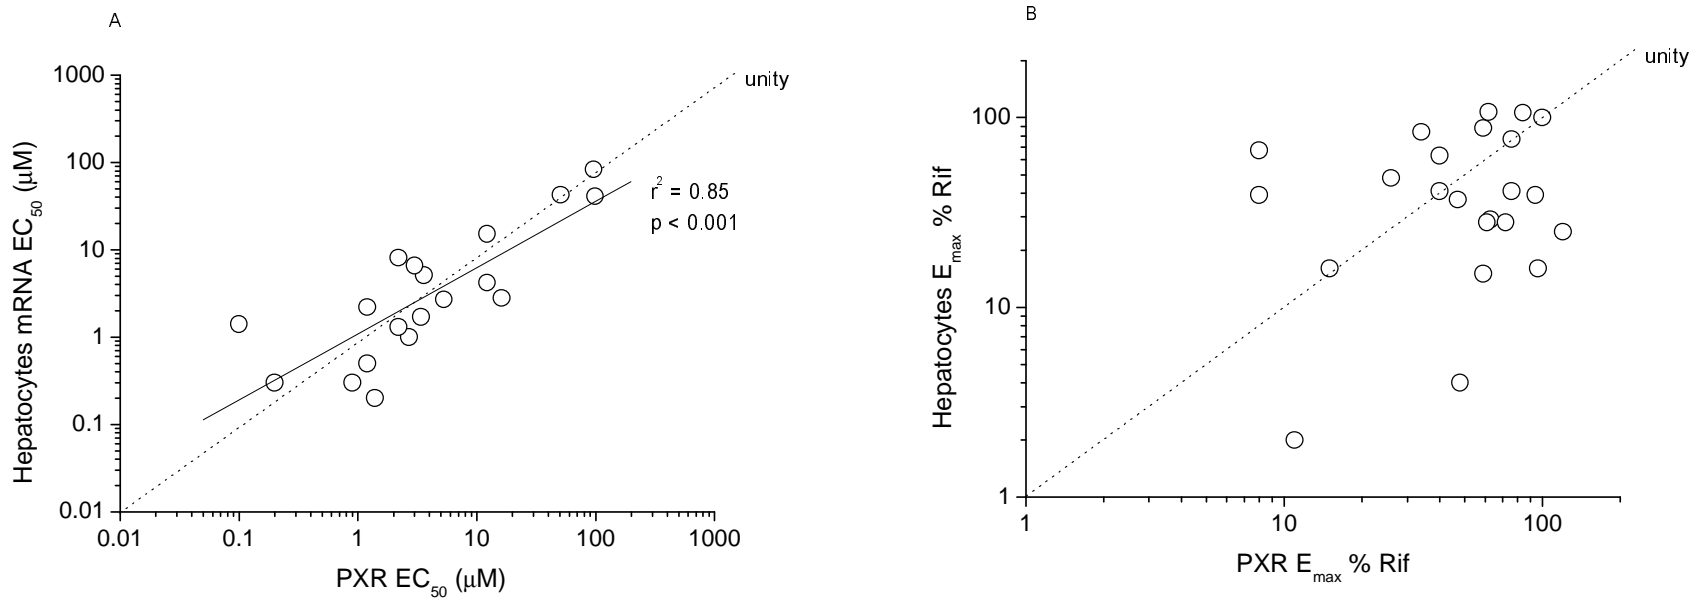 A
1000
100
10
1
0.1
0.01
Hepatocytes mRNA EC50 (μM)
unity
r2 = 0.85
p < 0.001
0.01 0.1 1 10 100 1000
PXR EC50 (μM)
B
100
10
1
Hepatocytes Emax % Rif
unity
1 10 100
PXR Emax % Rif